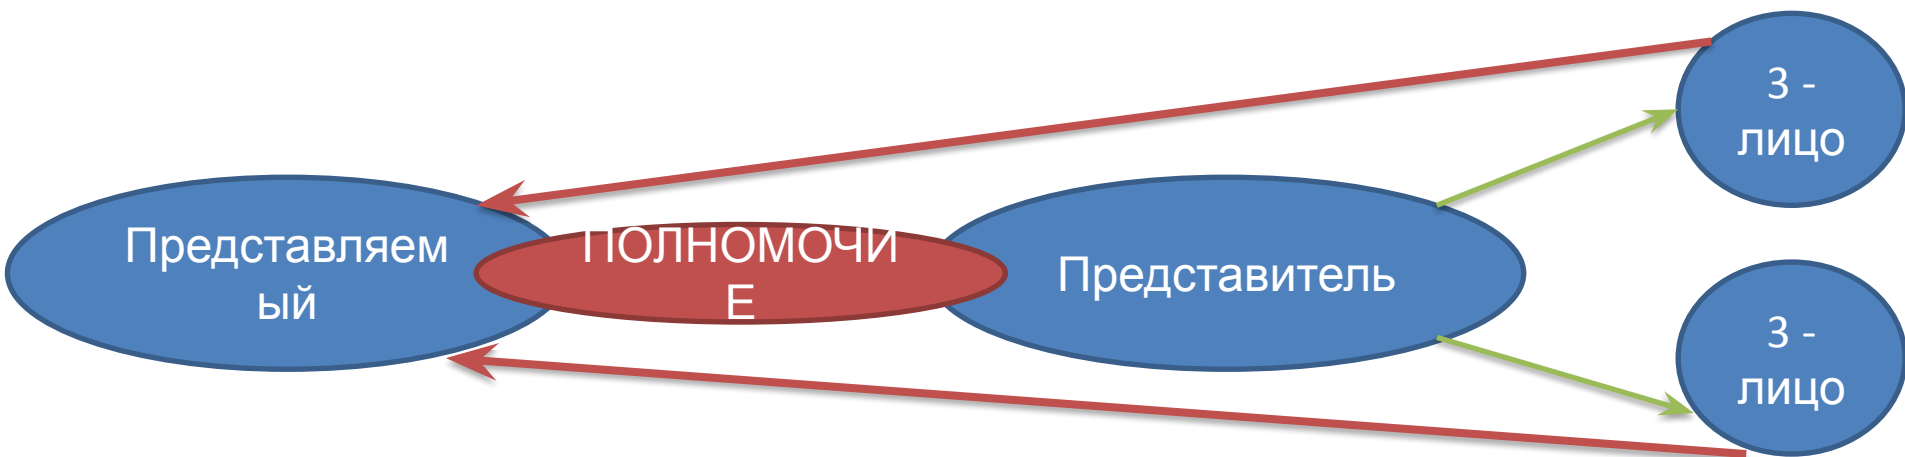 Представляем
ый
ПОЛНОМОЧИ
Е
Представитель
3 -
лицо
3 -
лицо